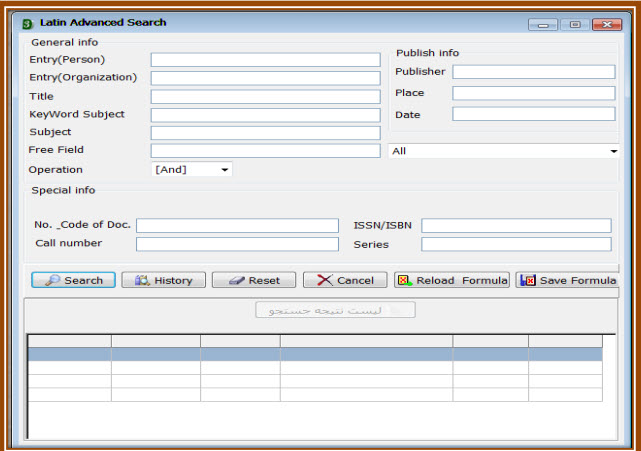 Latin Advanced Search
General info
Entry(Person)
Entry(Organization)
Title
KeyWord Subject
Subject
Free Field
Operation [And]
Publish info
Publisher
Place
Date
All
Special info
No. _Code of Doc.
ISSN/ISBN
Call number
Series
Search History Reset Cancel Reload Formula Save Formula
لیست نتیجه جستجو